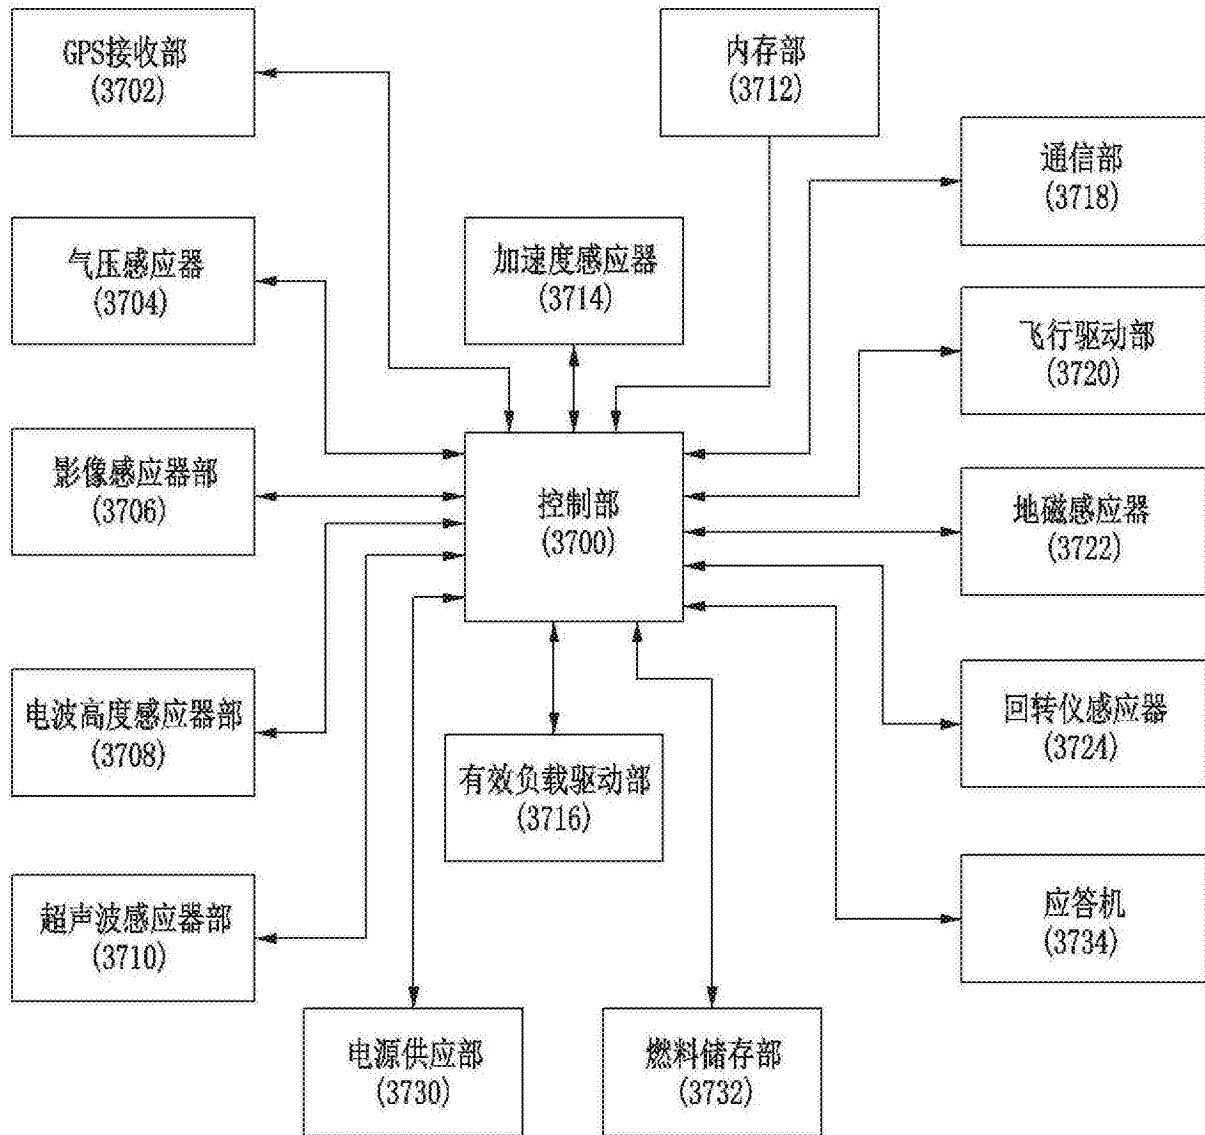 GPS接收部
(3702)
内存部
(3712)
通信部
(3718)
气压感应器
(3704)
加速度感应器
(3714)
飞行驱动部
(3720)
影像感应器部
(3706)
控制部
(3700)
地磁感应器
(3722)
电波高度感应器部
(3708)
有效负载驱动部
(3716)
回转仪感应器
(3724)
超声波感应器部
(3710)
应答机
(3734)
电源供应部
(3730)
燃料储存部
(3732)